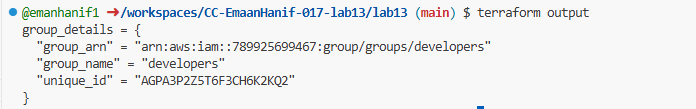 @emanhanif1 ➜/workspaces/CC-EmaanHanif-017-lab13/lab13 (main) $ terraform output
group_details = {
  "group_arn" = "arn:aws:iam::789925699467:group/groups/developers"
  "group_name" = "developers"
  "unique_id" = "AGPA3P2Z5T6F3CH6K2KQ2"
}